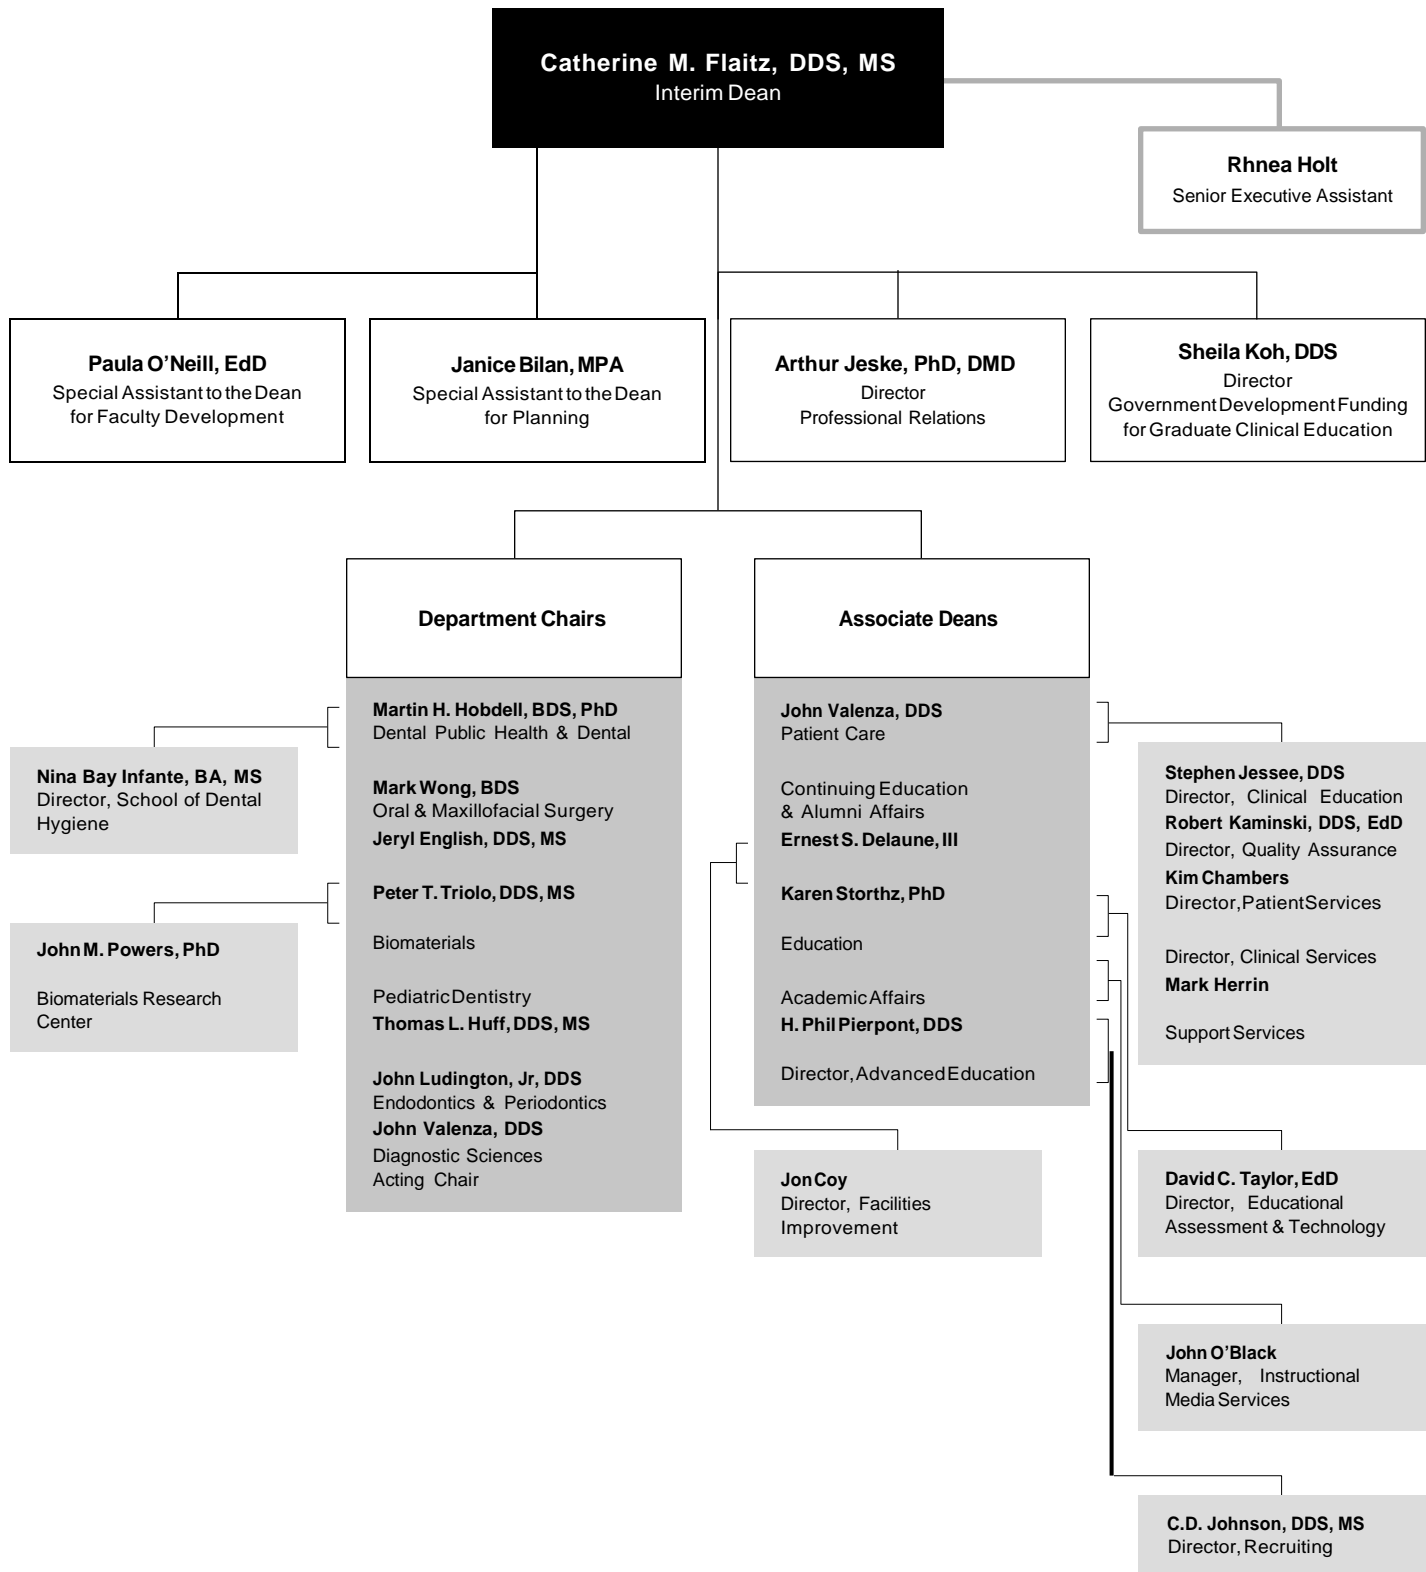 Catherine M. Flaitz, DDS, MS
Interim Dean
Rhnea Holt
Senior Executive Assistant
Paula O’Neill, EdD
Special Assistant to the Dean
for Faculty Development
Janice Bilan, MPA
Special Assistant to the Dean
for Planning
Arthur Jeske, PhD, DMD
Director
Professional Relations
Sheila Koh, DDS
Director
Government Development Funding
for Graduate Clinical Education
Department Chairs
Martin H. Hobdell, BDS, PhD
Dental Public Health & Dental
Mark Wong, BDS
Oral & Maxillofacial Surgery
Jeryl English, DDS, MS
Peter T. Triolo, DDS, MS
Biomaterials
Pediatric Dentistry
Thomas L. Huff, DDS, MS
John Ludington, Jr, DDS
Endodontics & Periodontics
John Valenza, DDS
Diagnostic Sciences
Acting Chair
Nina Bay Infante, BA, MS
Director, School of Dental
Hygiene
John M. Powers, PhD
Biomaterials Research
Center
Associate Deans
John Valenza, DDS
Patient Care
Continuing Education
& Alumni Affairs
Ernest S. Delaune, III
Karen Storthz, PhD
Education
Academic Affairs
H. Phil Pierpont, DDS
Director, Advanced Education
Stephen Jessee, DDS
Director, Clinical Education
Robert Kaminski, DDS, EdD
Director, Quality Assurance
Kim Chambers
Director, Patient Services
Director, Clinical Services
Mark Herrin
Support Services
Jon Coy
Director, Facilities
Improvement
David C. Taylor, EdD
Director, Educational
Assessment & Technology
John O’Black
Manager, Instructional
Media Services
C.D. Johnson, DDS, MS
Director, Recruiting